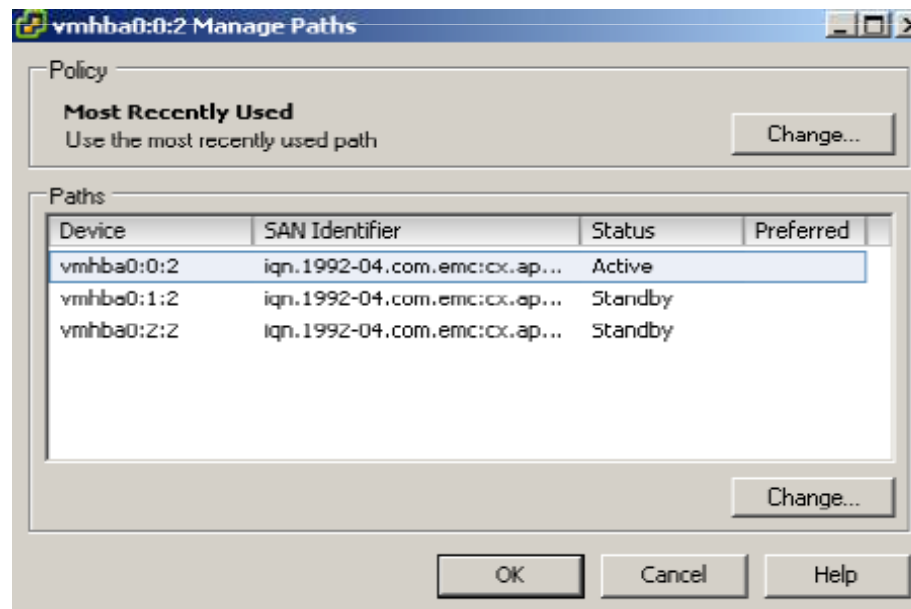 vmhba0:0:2 Manage Paths
Policy
Most Recently Used
Use the most recently used path
Change...
Paths
Device SAN Identifier Status Preferred
vmhba0:0:2 iqn.1992-04.com.emc:cx.ap... Active
vmhba0:1:2 iqn.1992-04.com.emc:cx.ap... Standby
vmhba0:2:2 iqn.1992-04.com.emc:cx.ap... Standby
Change...
OK Cancel Help